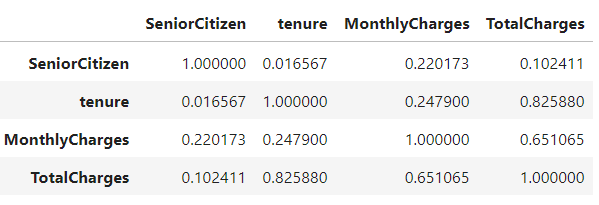 SeniorCitizen tenure MonthlyCharges TotalCharges
SeniorCitizen 1.000000 0.016567 0.220173 0.102411
tenure 0.016567 1.000000 0.247900 0.825880
MonthlyCharges 0.220173 0.247900 1.000000 0.651065
TotalCharges 0.102411 0.825880 0.651065 1.000000